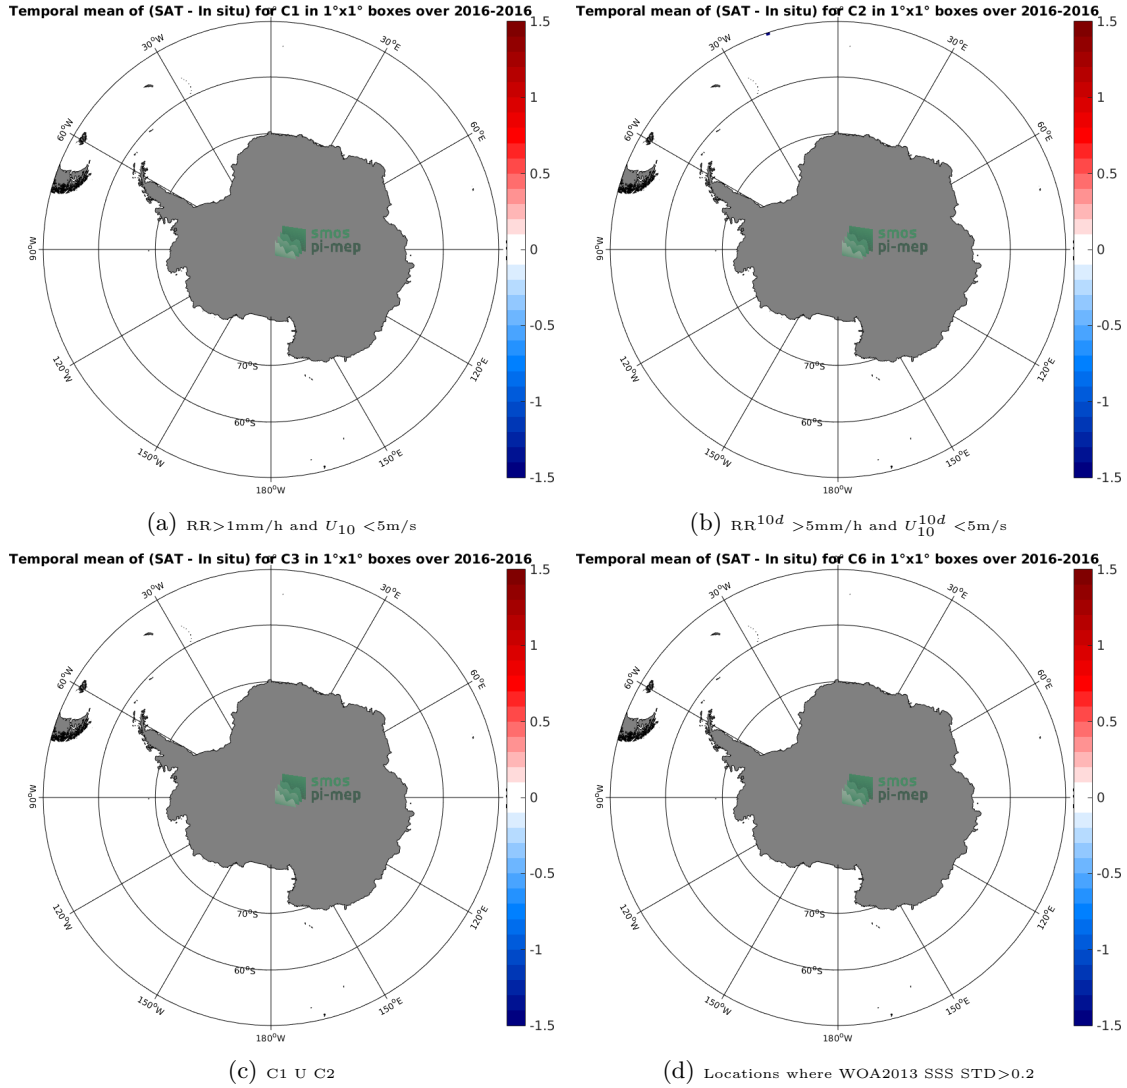 Temporal mean of (SAT - In situ) for C1 in 1°x1° boxes over 2016-2016
30°W
30°E
60°W
60°E
90°W
120°W
120°E
150°W
150°E
180°W
70°S
60°S
smos
pi-mep
1.5
1
0.5
0
-0.5
-1
-1.5
(a) RR>1mm/h and U10 <5m/s
Temporal mean of (SAT - In situ) for C2 in 1°x1° boxes over 2016-2016
30°W
30°E
60°W
60°E
90°W
120°W
120°E
150°W
150°E
180°W
70°S
60°S
smos
pi-mep
1.5
1
0.5
0
-0.5
-1
-1.5
(b) RR10d >5mm/h and U10d10 <5m/s
Temporal mean of (SAT - In situ) for C3 in 1°x1° boxes over 2016-2016
30°W
30°E
60°W
60°E
90°W
120°W
120°E
150°W
150°E
180°W
70°S
60°S
smos
pi-mep
1.5
1
0.5
0
-0.5
-1
-1.5
(c) C1 U C2
Temporal mean of (SAT - In situ) for C6 in 1°x1° boxes over 2016-2016
30°W
30°E
60°W
60°E
90°W
120°W
120°E
150°W
150°E
180°W
70°S
60°S
smos
pi-mep
1.5
1
0.5
0
-0.5
-1
-1.5
(d) Locations where WOA2013 SSS STD>0.2